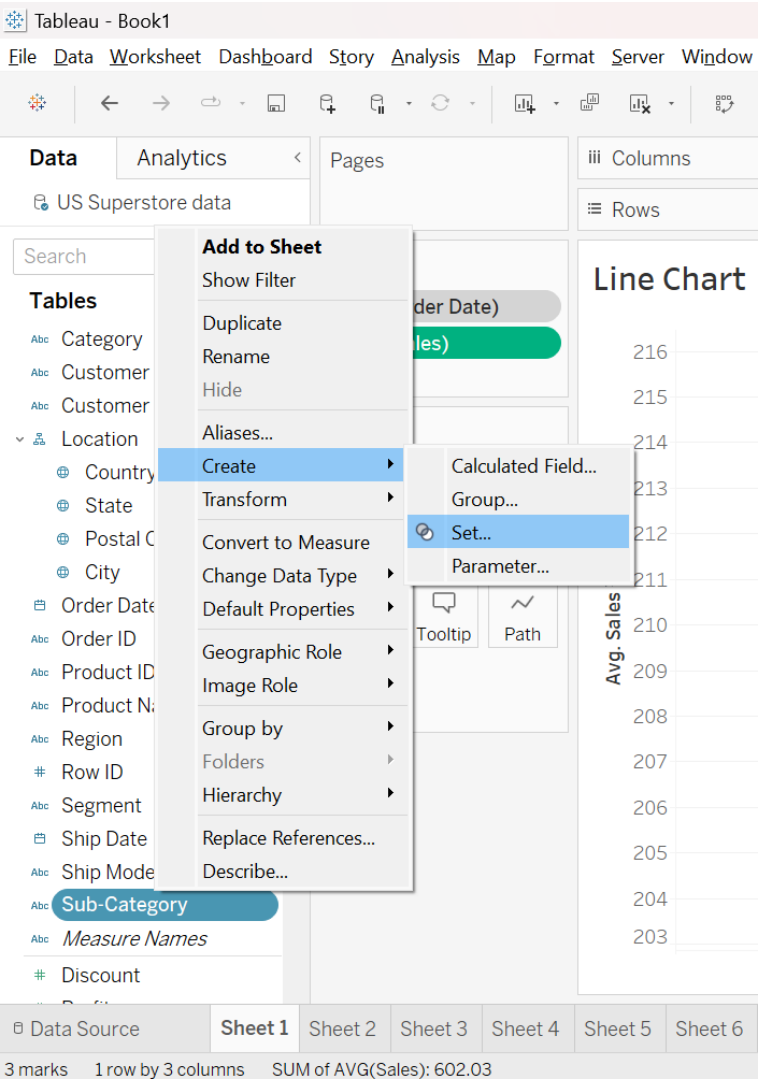 Tableau - Book1
File Data Worksheet Dashboard Story Analysis Map Format Server Window
Data Analytics
US Superstore data
Search
Tables
Abc Category
Abc Customer
Abc Customer
Location
Country
State
Postal
City
Order Date
Abc Order ID
Abc Product ID
Abc Product
Abc Region
# Row ID
Abc Segment
Ship Date
Abc Ship Mode
Abc Sub-Category
Abc Measure Names
# Discount
Add to Sheet
Show Filter
Duplicate
Rename
Hide
Aliases...
Create
Transform
Convert to Measure
Change Data Type
Default Properties
Geographic Role
Image Role
Group by
Folders
Hierarchy
Replace References...
Describe...
Calculated Field...
Group...
Set...
Parameter...
Pages
der Date)
les)
Tooltip Path
iii Columns
Rows
Line Chart
Avg. Sales
216
215
214
213
212
211
210
209
208
207
206
205
204
203
Data Source Sheet 1 Sheet 2 Sheet 3 Sheet 4 Sheet 5 Sheet 6
3 marks 1 row by 3 columns SUM of AVG(Sales): 602.03